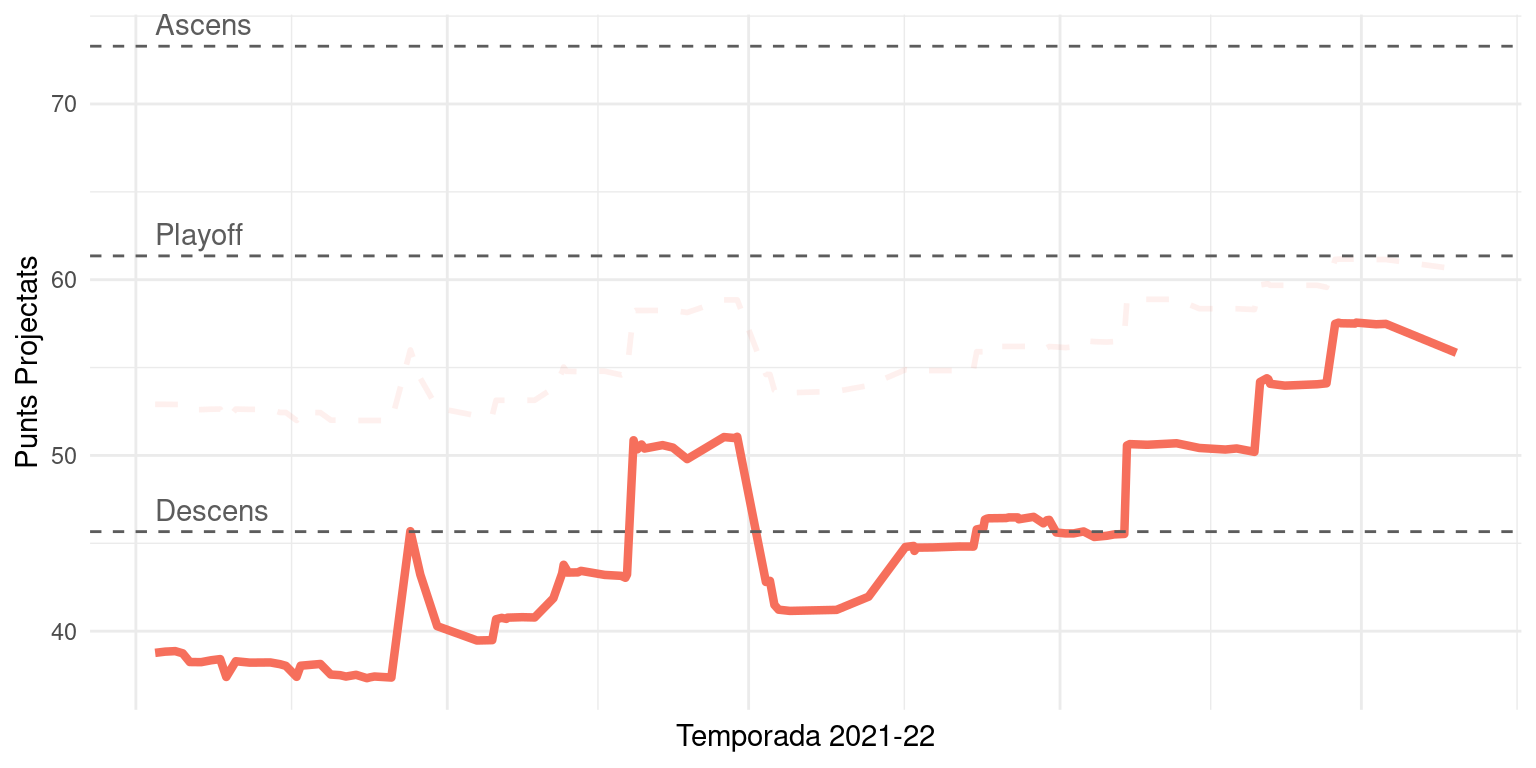 Ascens
70
Playoff
60
50
Descens
40
Punts Projectats
Temporada 2021-22